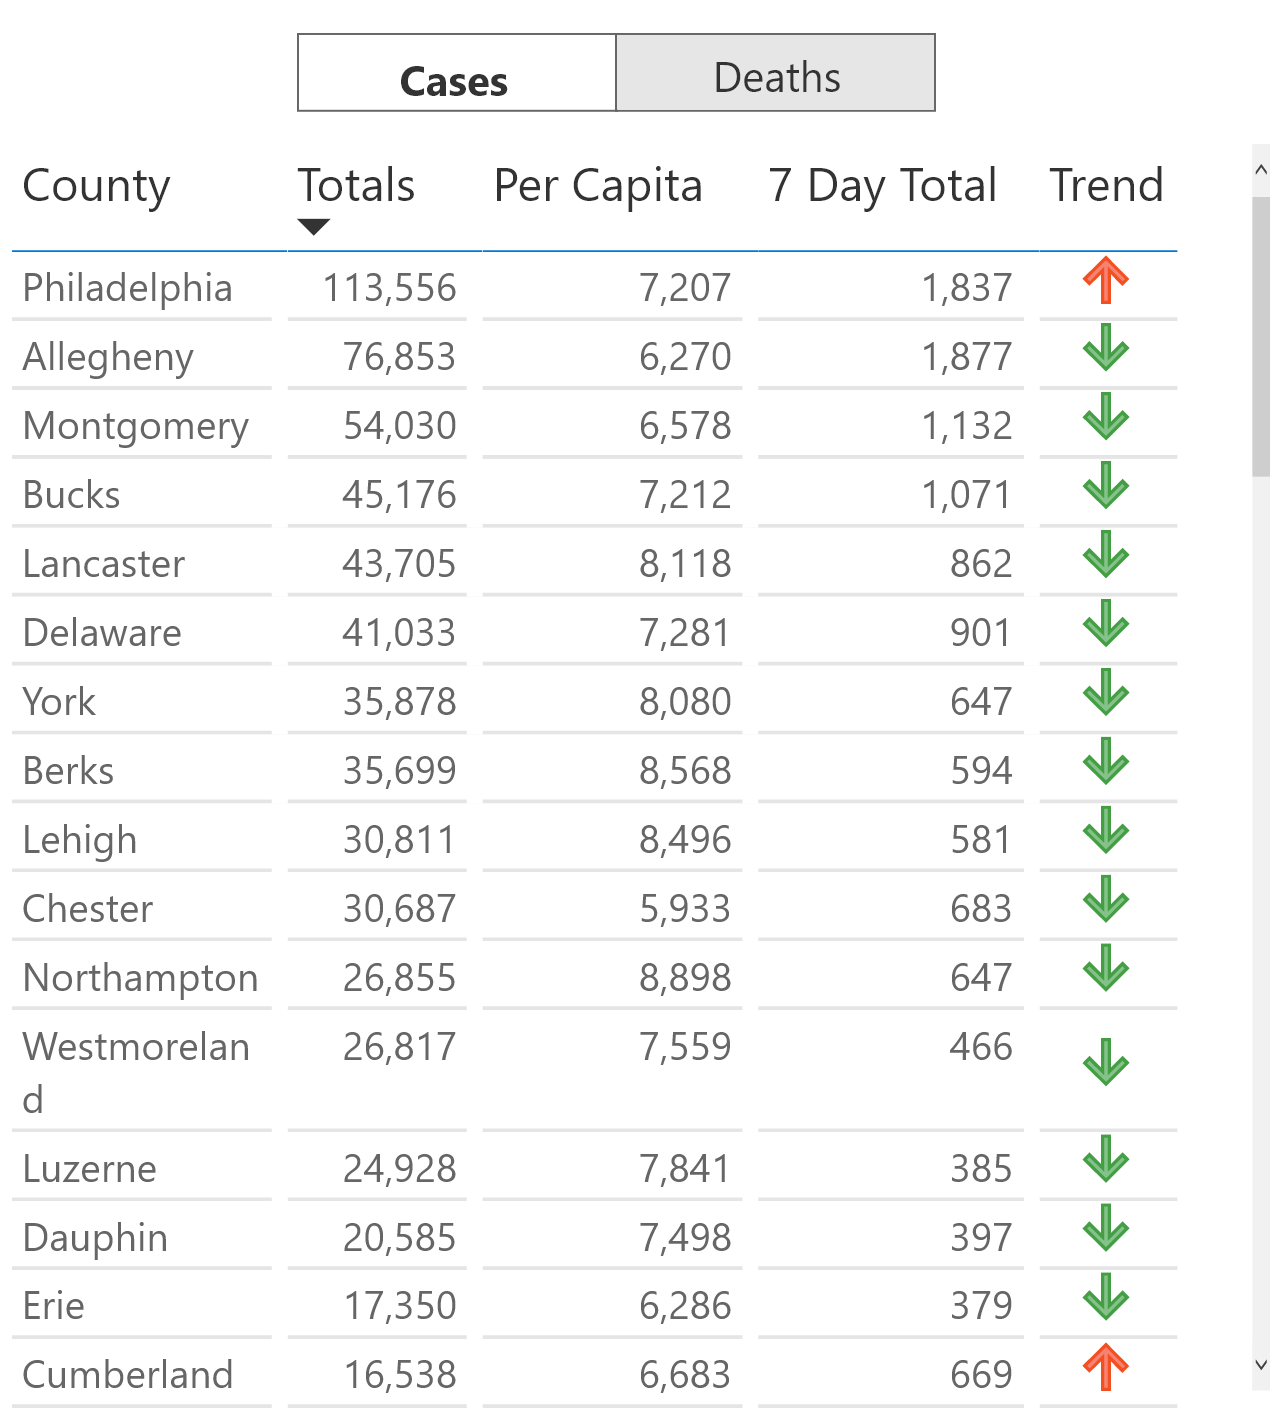 Cases Deaths
County Totals Per Capita 7 Day Total Trend
Philadelphia 113,556 7,207 1,837
Allegheny 76,853 6,270 1,877
Montgomery 54,030 6,578 1,132
Bucks 45,176 7,212 1,071
Lancaster 43,705 8,118 862
Delaware 41,033 7,281 901
York 35,878 8,080 647
Berks 35,699 8,568 594
Lehigh 30,811 8,496 581
Chester 30,687 5,933 683
Northampton 26,855 8,898 647
Westmorelan 26,817 7,559 466
d
Luzerne 24,928 7,841 385
Dauphin 20,585 7,498 397
Erie 17,350 6,286 379
Cumberland 16,538 6,683 669